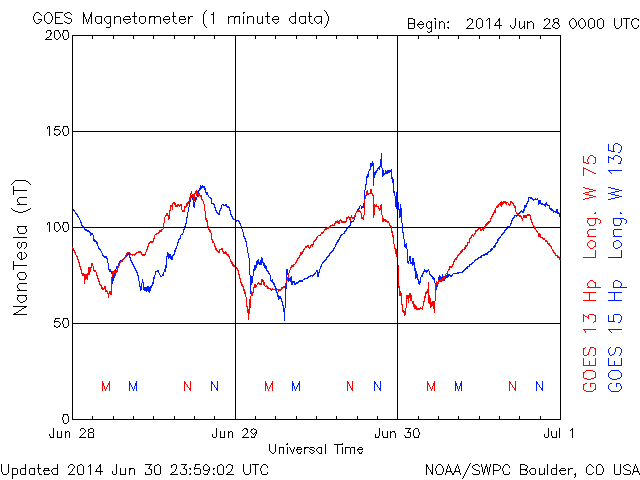 GOES Magnetometer (1 minute data)
Begin: 2014 Jun 28 0000 UTC
200
150
100
50
0
NanoTesla (nT)
M M N N M M N N M M N N
Jun 28 Jun 29 Jun 30 Jul 1
Universal Time
GOES 13 Hp Long. W 75
GOES 15 Hp Long. W 135
Updated 2014 Jun 30 23:59:02 UTC
NOAA/SWPC Boulder, CO USA